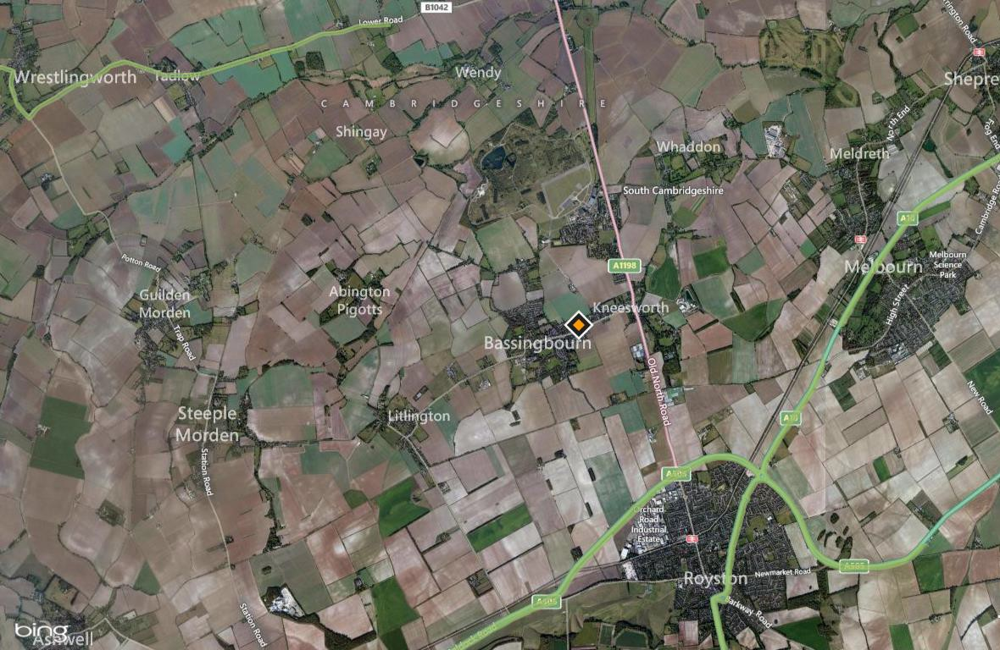 B1042
Lower Road
Wrestlingworth
Tadlow
Wendy
CAMBRIDGESHIRE
Shepre
Shingay
Whaddon
North End
Fog End
Meldreth
South Cambridgeshire
Cambridge Road
A10
Potton Road
A1198
Melbourn
Melbourn
Science
Park
Guilden
Morden
Abington
Pigotts
Kneesworth
High Street
Trap Road
Bassingbourn
Old North Road
New Road
Steeple
Morden
Litlington
A10
Station Road
A505
Orchard
Road
Industrial
Estate
Royston
Newmarket Road
A505
A505
Parkway Road
Station Road
bing
Ashwell